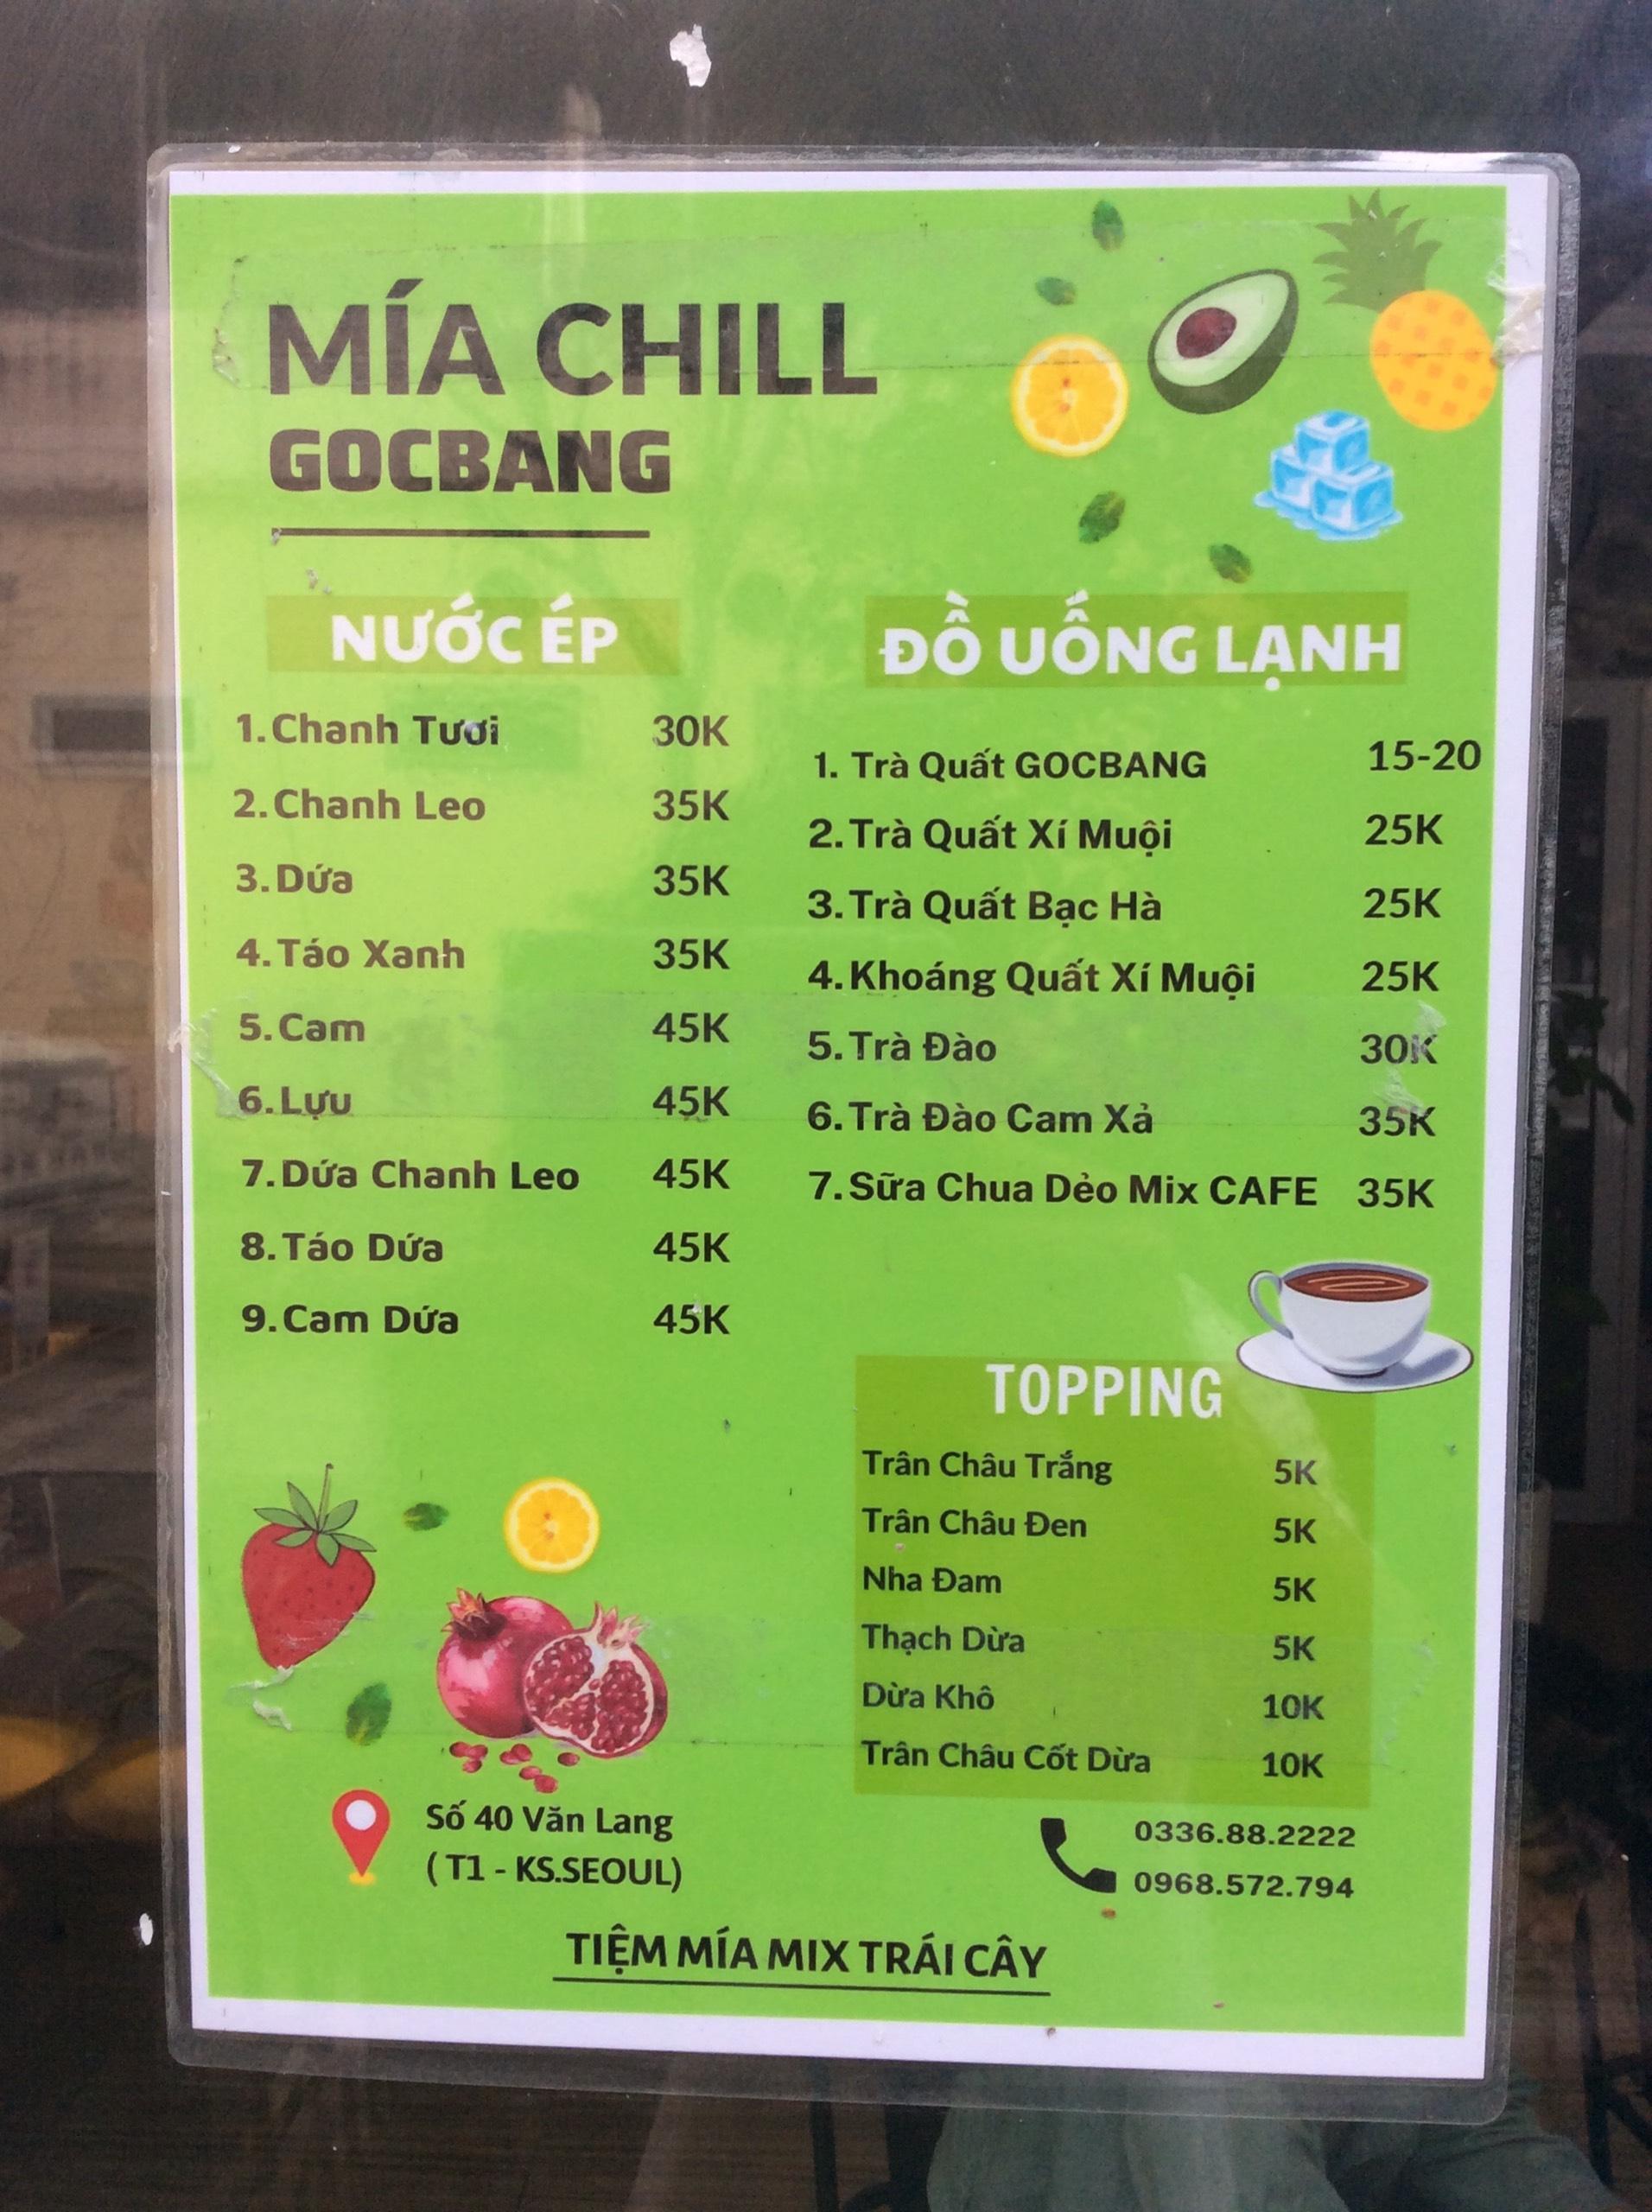 MÍA CHILL
GOCBANG
NƯỚC ÉP
1. Chanh Tươi 30K
2. Chanh Leo 35K
3. Dứa 35K
4. Táo Xanh 35K
5. Cam 45K
6. Lựu 45K
7. Dứa Chanh Leo 45K
8. Táo Dứa 45K
9. Cam Dứa 45K
ĐỒ UỐNG LẠNH
1. Trà Quất GOCBANG 15-20
2. Trà Quất Xí Muội 25K
3. Trà Quất Bạc Hà 25K
4. Khoáng Quất Xí Muội 25K
5. Trà Đào 30K
6. Trà Đào Cam Xả 35K
7. Sữa Chua Dẻo Mix CAFE 35K
TOPPING
Trân Châu Trắng 5K
Trân Châu Đen 5K
Nha Đam 5K
Thạch Dừa 5K
Dừa Khô 10K
Trân Châu Cốt Dừa 10K
Số 40 Văn Lang
( T1 - KS.SEOUL)
0336.88.2222
0968.572.794
TIỆM MÍA MIX TRÁI CÂY